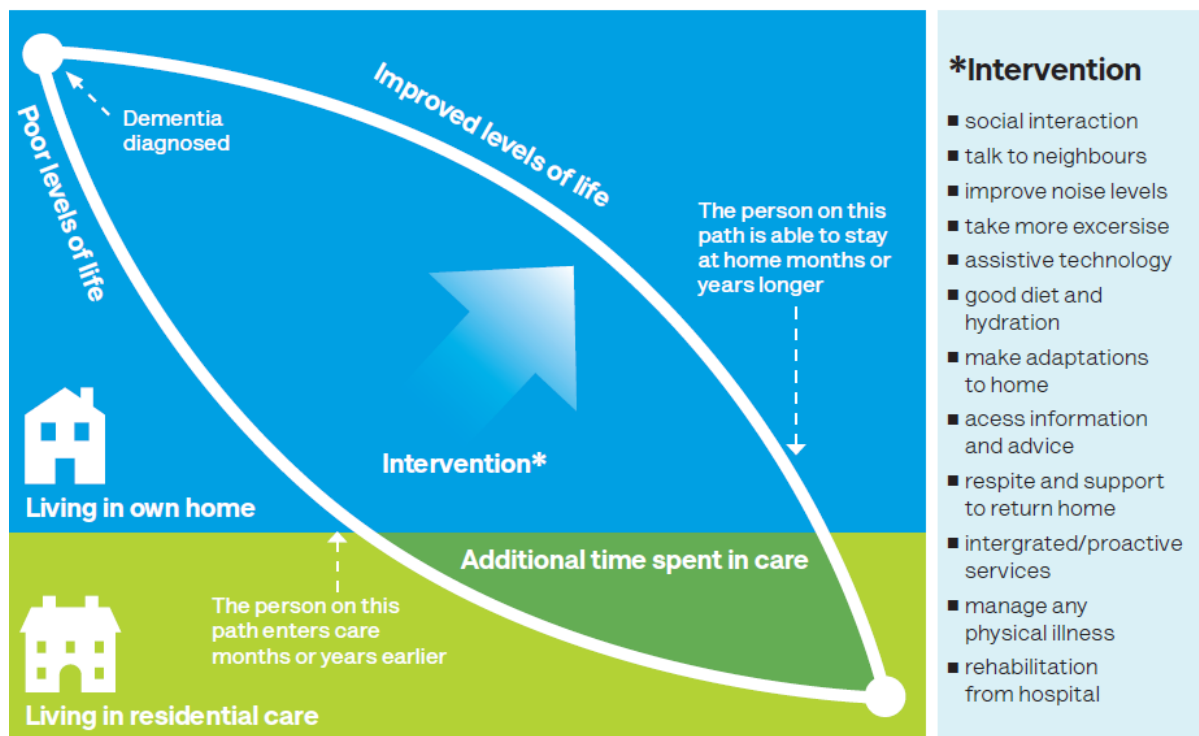 Poor levels of life
Dementia
diagnosed
Improved levels of life
The person on this
path is able to stay
at home months or
years longer
Intervention*
Living in own home
Additional time spent in care
The person on this
path enters care
months or years earlier
Living in residential care
*Intervention
■ social interaction
■ talk to neighbours
■ improve noise levels
■ take more excersise
■ assistive technology
■ good diet and
hydration
■ make adaptations
to home
■ acess information
and advice
■ respite and support
to return home
■ intergrated/proactive
services
■ manage any
physical illness
■ rehabilitation
from hospital